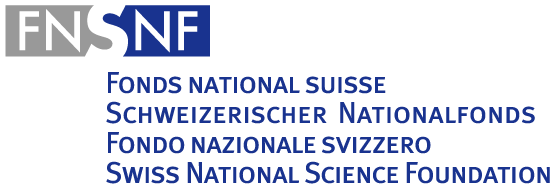 FNSNF
FONDS NATIONAL SUISSE
SCHWEIZERISCHER NATIONALFONDS
FONDO NAZIONALE SVIZZERO
SWISS NATIONAL SCIENCE FOUNDATION